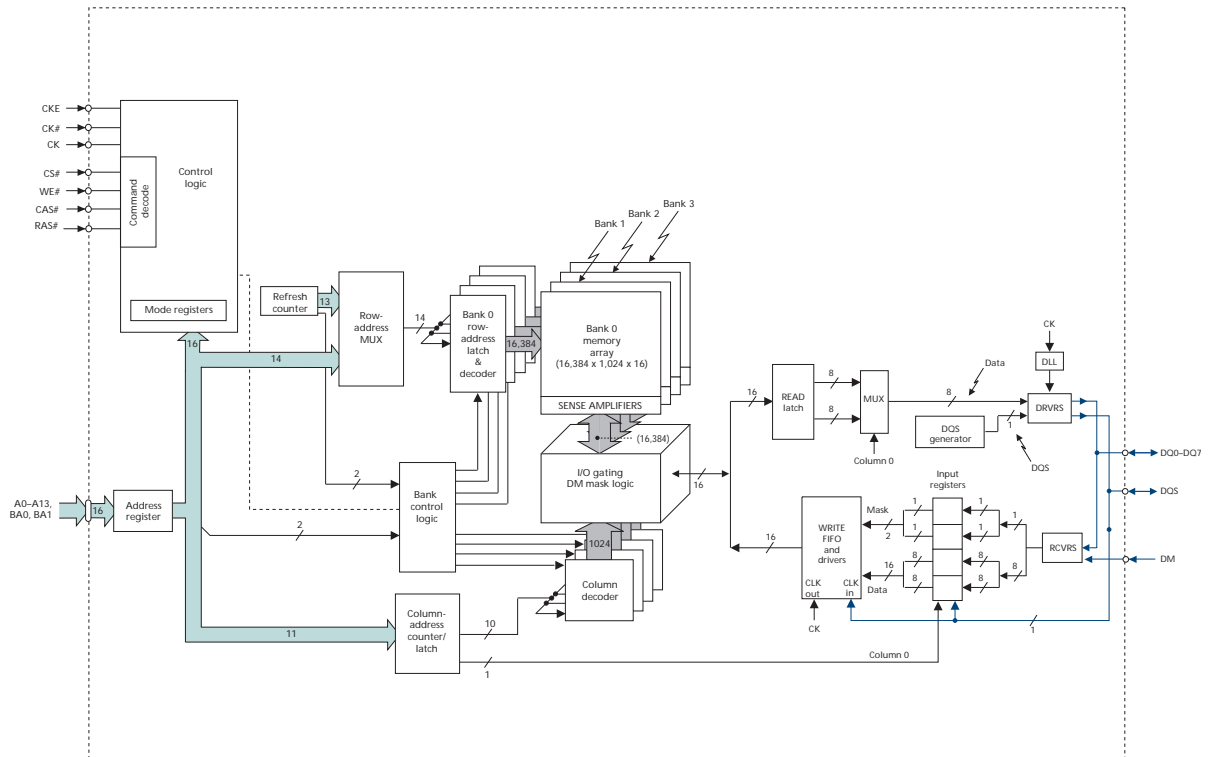 CKE
CK#
CK
CS#
WE#
CAS#
RAS#
Command
decode
Control
logic
Mode registers
Refresh
counter
13
Row-
address
MUX
14
16
14
Bank 0
row-
address
latch
&
decoder
16,384
Bank 1
Bank 2
Bank 3
Bank 0
memory
array
(16,384 x 1,024 x 16)
SENSE AMPLIFIERS
(16,384)
I/O gating
DM mask logic
16
1024
Column
decoder
2
Bank
control
logic
2
A0–A13,
BA0, BA1
16
Address
register
11
Column-
address
counter/
latch
10
1
Column 0
16
READ
latch
8
8
MUX
Column 0
8
Data
DQS
generator
1
DQS
CK
DLL
DRVRS
DQ0–DQ7
DQS
DM
Input
registers
16
WRITE
FIFO
and
drivers
CLK
out
CLK
in
CK
Mask
2
16
Data
1
1
8
8
1
1
8
8
1
8
RCVRS
1